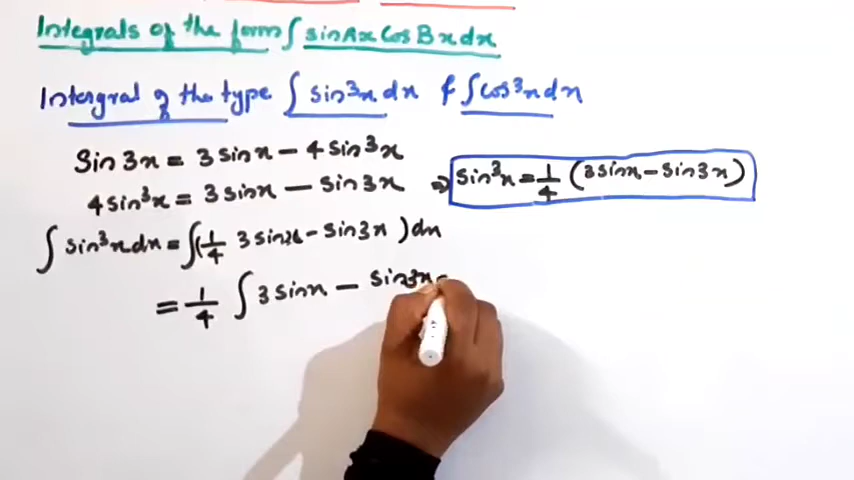 Integrals of the form ∫ sinAx Cos Bx dx
Intergral of the type ∫ sin³x dx & ∫ Cos³x dx
Sin 3x = 3 sin x - 4 sin³x
4 sin³x = 3 sin x - sin 3x ⇒ Sin³x = 1/4 (3 sin x - sin 3x)
∫ sin³x dx = ∫( 1/4 3 sin x - sin 3x ) dx
= 1/4 ∫ 3 sin x - sin 3x